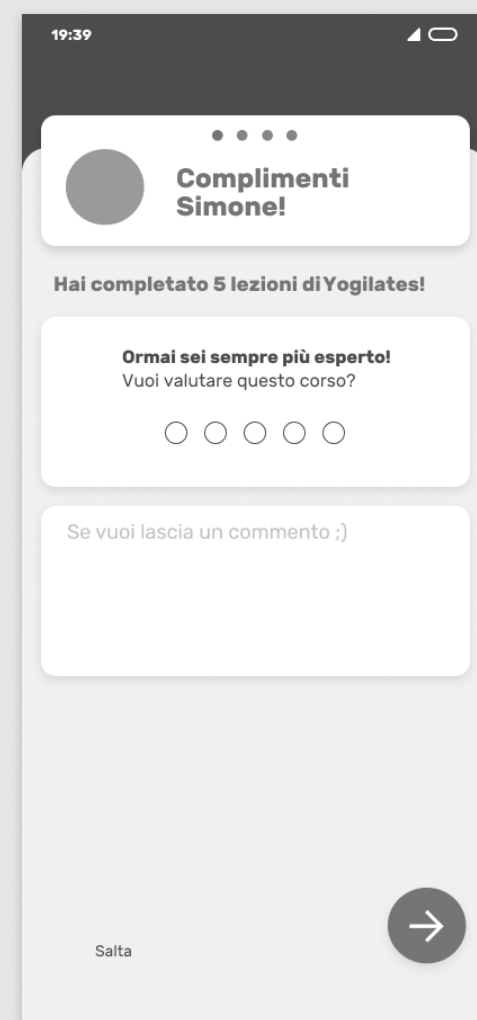 19:39
Complimenti
Simone!
Hai completato 5 lezioni di Yogilates!
Ormai sei sempre più esperto!
Vuoi valutare questo corso?
Se vuoi lascia un commento ;)
Salta